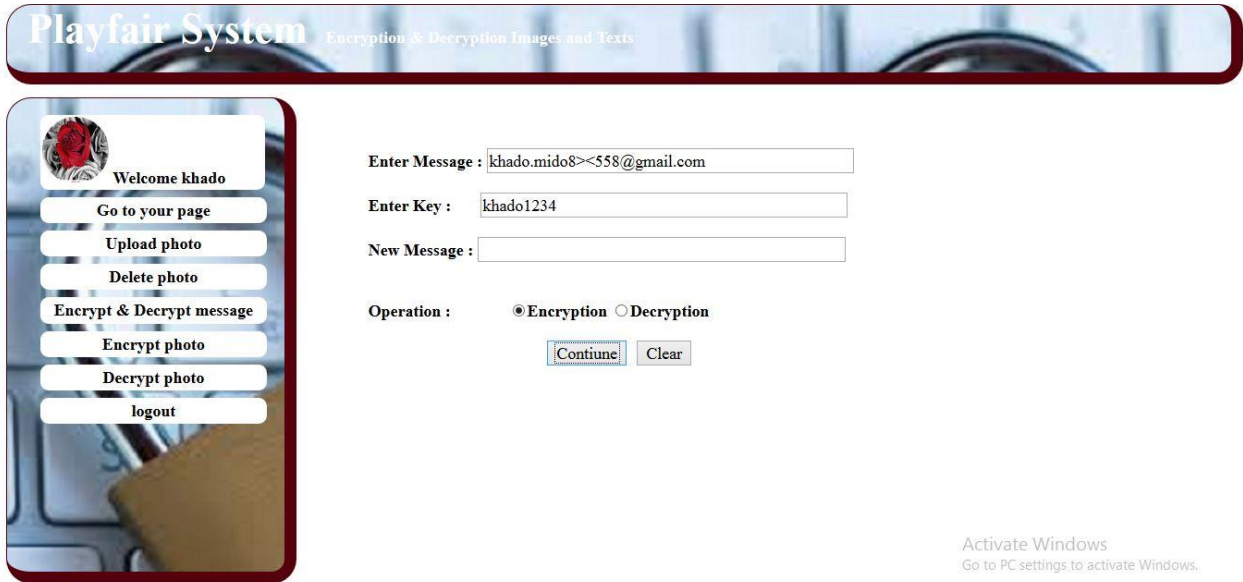 Playfair System Encryption & Decryption Images and Texts
Welcome khado
Go to your page
Upload photo
Delete photo
Encrypt & Decrypt message
Encrypt photo
Decrypt photo
logout
Enter Message : khado.mido8><558@gmail.com
Enter Key : khado1234
New Message :
Operation : Encryption Decryption
Contiune Clear
Activate Windows
Go to PC settings to activate Windows.